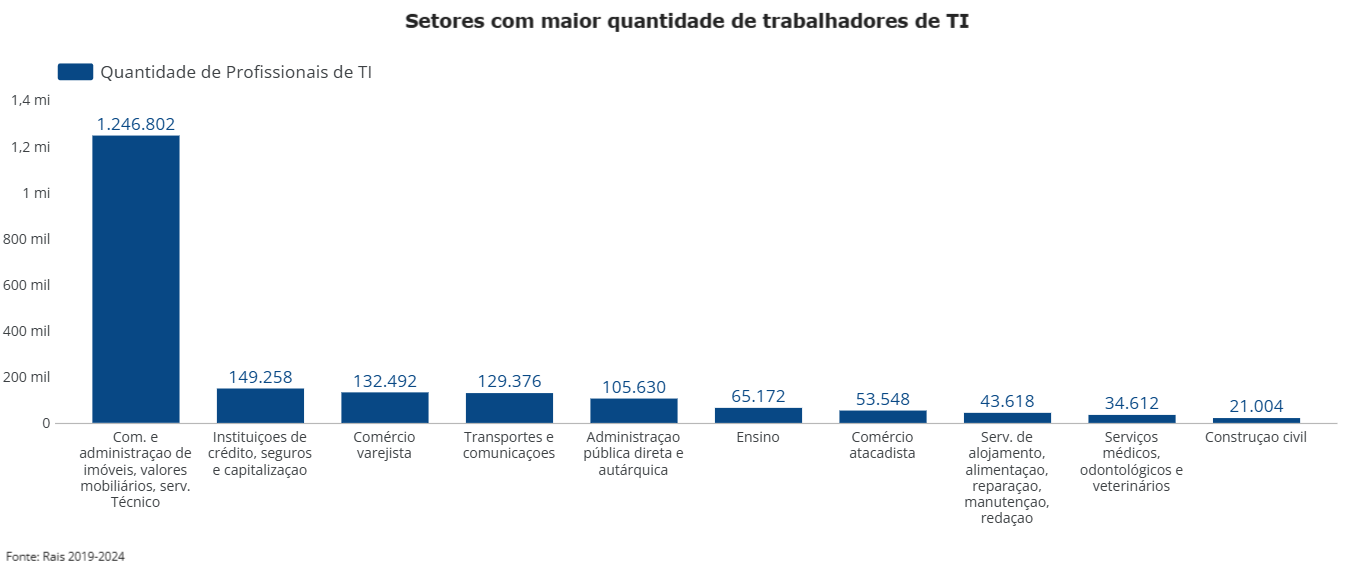 Setores com maior quantidade de trabalhadores de TI
Quantidade de Profissionais de TI
1,4 mi
1,2 mi
1 mi
800 mil
600 mil
400 mil
200 mil
0
1.246.802
149.258
132.492
129.376
105.630
65.172
53.548
43.618
34.612
21.004
Com. e
administraçao de
imóveis, valores
mobiliários, serv.
Técnico
Instituiçoes de
crédito, seguros
e capitalizaçao
Comércio
varejista
Transportes e
comunicaçoes
Administraçao
pública direta e
autárquica
Ensino
Comércio
atacadista
Serv. de
alojamento,
alimentaçao,
reparaçao,
manutençao,
redaçao
Serviços
médicos,
odontológicos e
veterinários
Construçao civil
Fonte: Rais 2019-2024